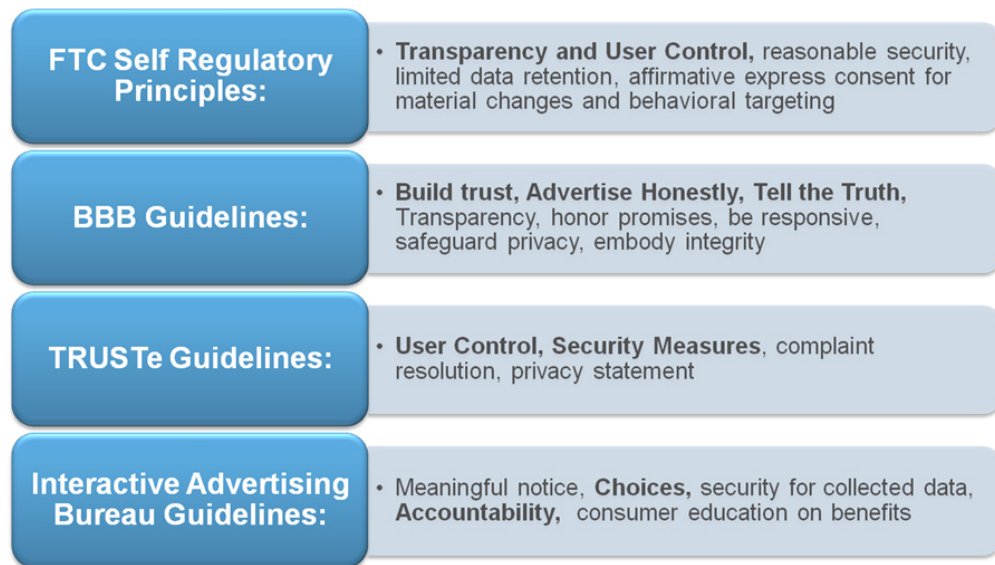 FTC Self Regulatory
Principles:
• Transparency and User Control, reasonable security,
limited data retention, affirmative express consent for
material changes and behavioral targeting
BBB Guidelines:
• Build trust, Advertise Honestly, Tell the Truth,
Transparency, honor promises, be responsive,
safeguard privacy, embody integrity
TRUSTe Guidelines:
• User Control, Security Measures, complaint
resolution, privacy statement
Interactive Advertising
Bureau Guidelines:
• Meaningful notice, Choices, security for collected data,
Accountability, consumer education on benefits